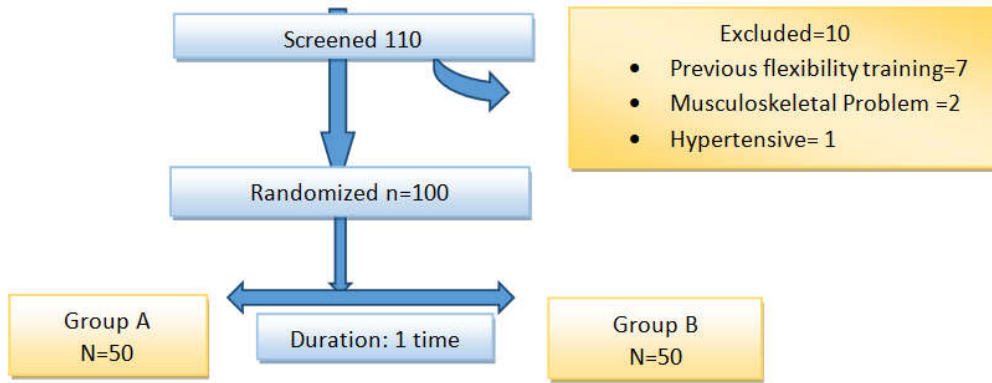 Screened 110
Excluded=10
• Previous flexibility training=7
• Musculoskeletal Problem =2
• Hypertensive= 1
Randomized n=100
Group A
N=50
Duration: 1 time
Group B
N=50